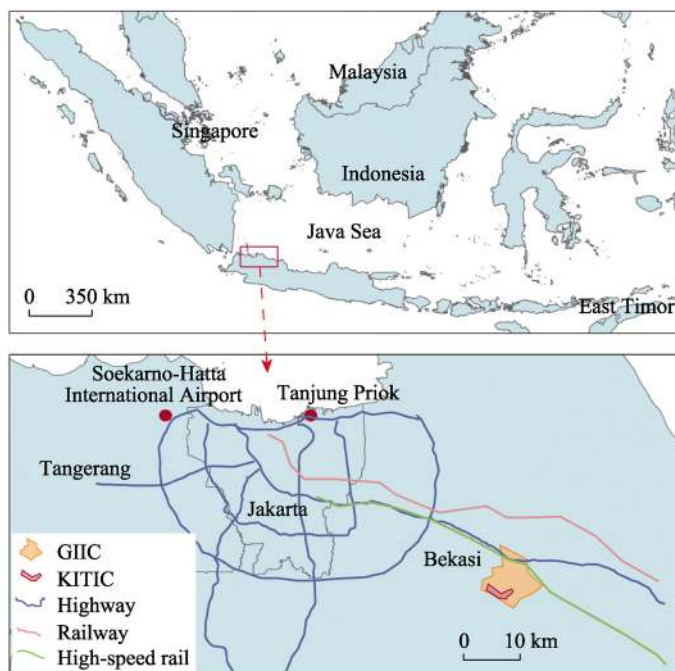 Malaysia
Singapore
Indonesia
Java Sea
0 350 km
East Timor
Soekarno-Hatta
International Airport
Tanjung Priok
Tangerang
Jakarta
Bekasi
GIIC
KITIC
Highway
Railway
High-speed rail
0 10 km